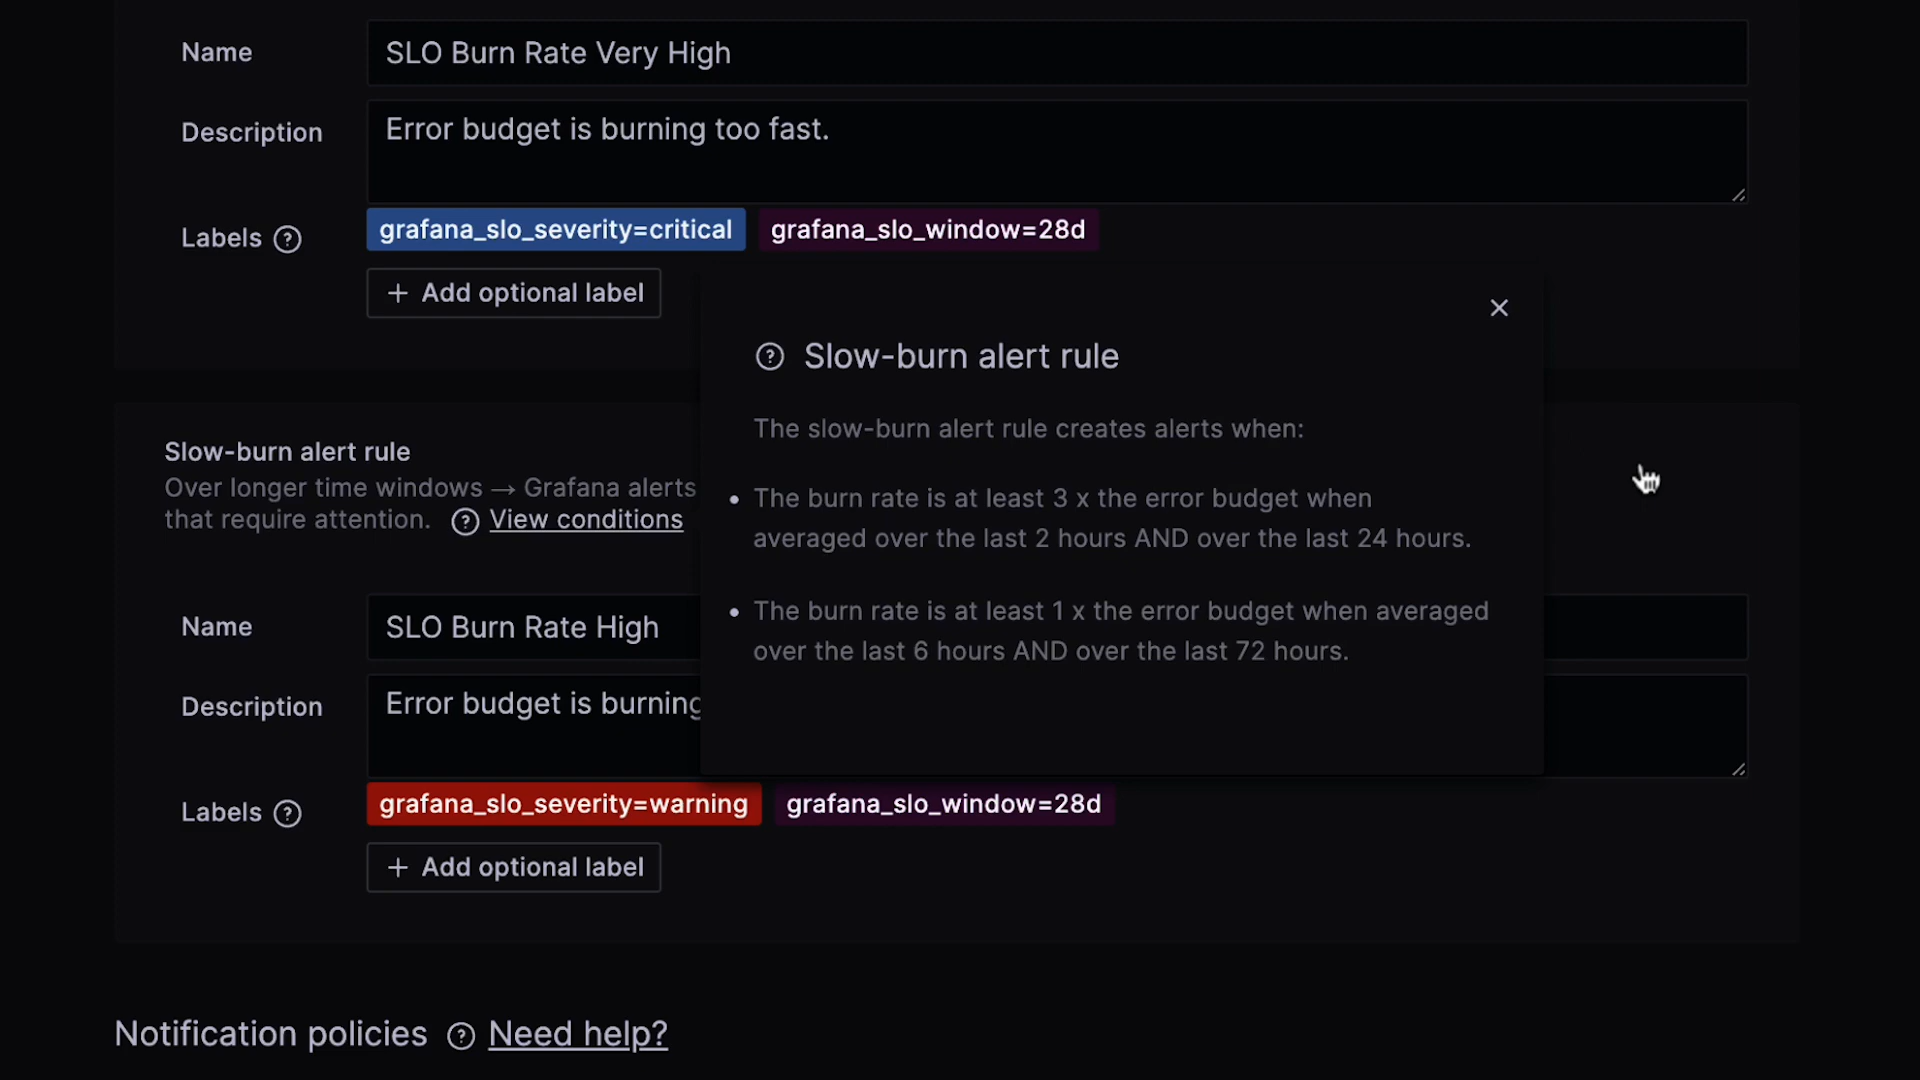 Name
SLO Burn Rate Very High
Description
Error budget is burning too fast.
Labels
grafana_slo_severity=critical grafana_slo_window=28d
+ Add optional label
Slow-burn alert rule
The slow-burn alert rule creates alerts when:
• The burn rate is at least 3 x the error budget when
averaged over the last 2 hours AND over the last 24 hours.
• The burn rate is at least 1 x the error budget when averaged
over the last 6 hours AND over the last 72 hours.
Slow-burn alert rule
Over longer time windows → Grafana alerts
that require attention. View conditions
Name
SLO Burn Rate High
Description
Error budget is burning
Labels
grafana_slo_severity=warning grafana_slo_window=28d
+ Add optional label
Notification policies Need help?